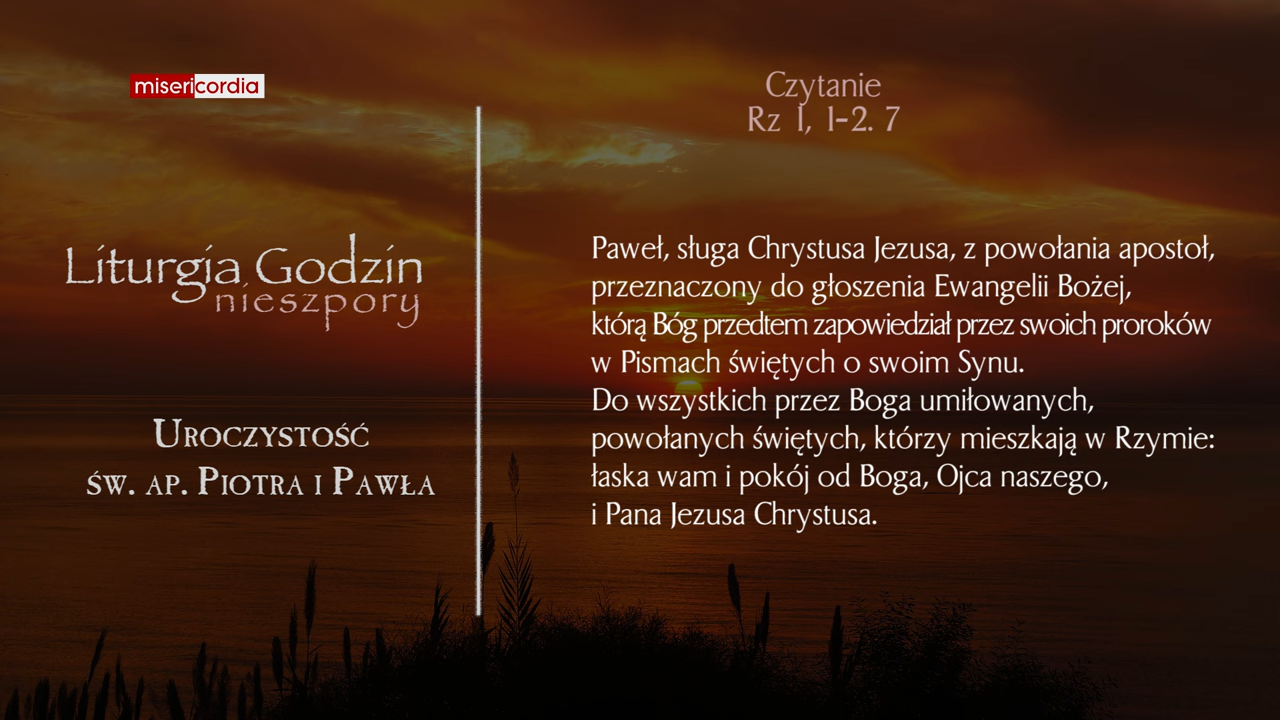 misericordia
Liturgia Godzin
nieszpory
Uroczystość
św. ap. Piotra i Pawła
Czytanie
Rz 1, 1-2. 7
Paweł, sługa Chrystusa Jezusa, z powołania apostoł,
przeznaczony do głoszenia Ewangelii Bożej,
którą Bóg przedtem zapowiedział przez swoich proroków
w Pismach świętych o swoim Synu.
Do wszystkich przez Boga umiłowanych,
powołanych świętych, którzy mieszkają w Rzymie:
łaska wam i pokój od Boga, Ojca naszego,
i Pana Jezusa Chrystusa.